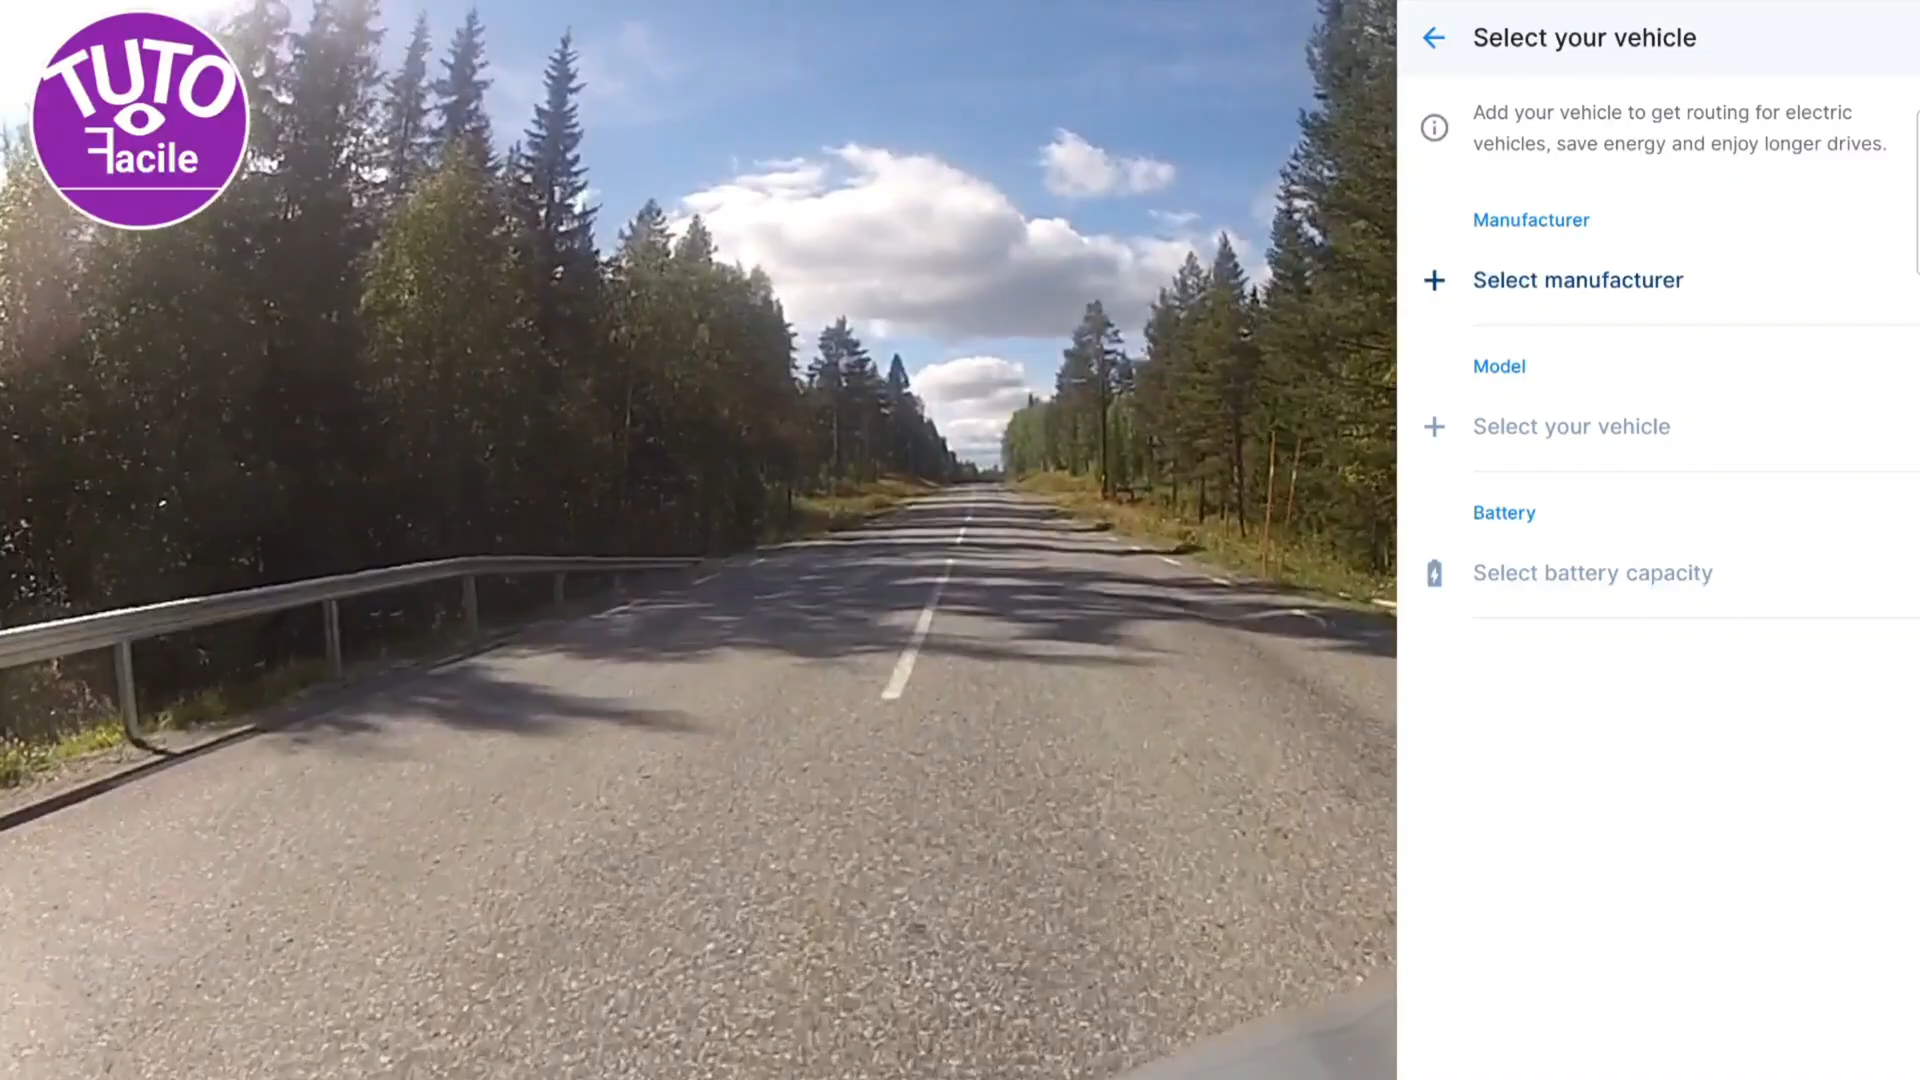 TUTO
Facile
Select your vehicle
Add your vehicle to get routing for electric
vehicles, save energy and enjoy longer drives.
Manufacturer
Select manufacturer
Model
Select your vehicle
Battery
Select battery capacity